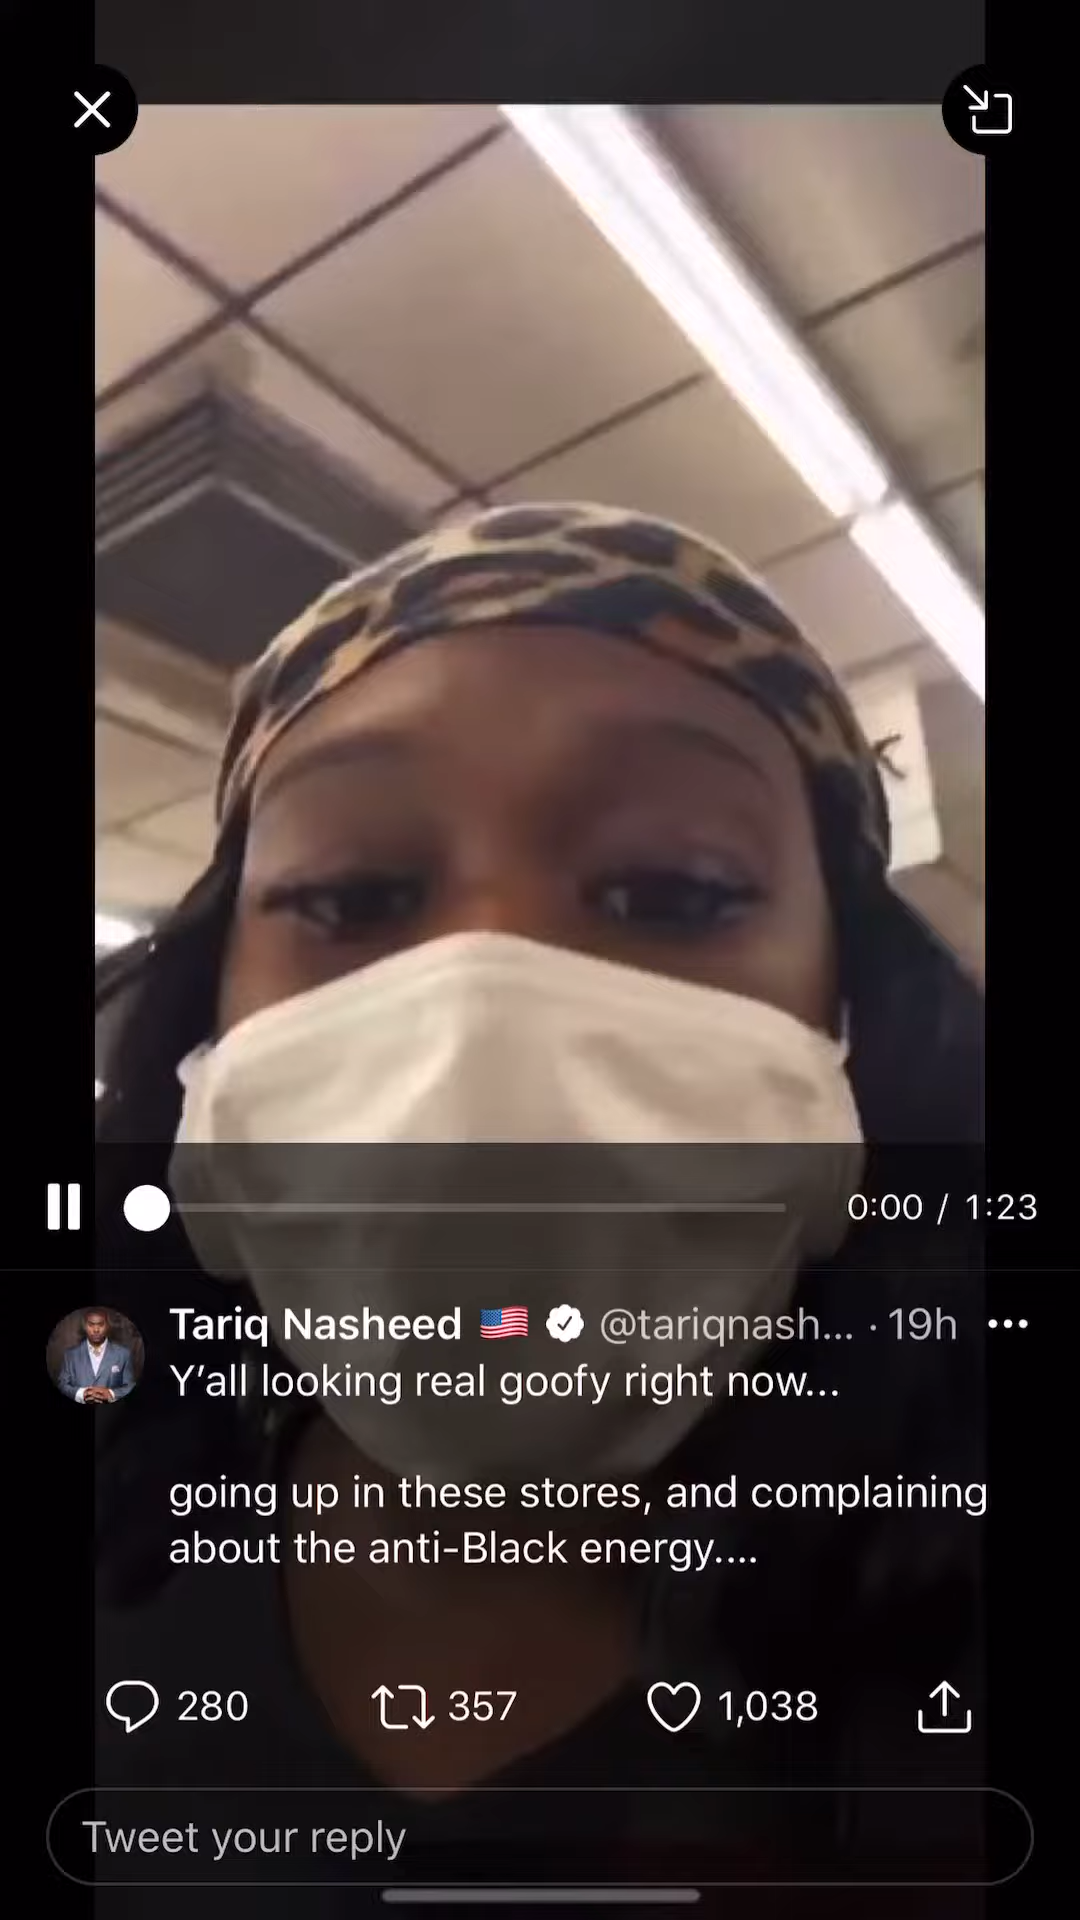 0:00 / 1:23
Tariq Nasheed 🇺🇸 @tariqnash... · 19h
Y’all looking real goofy right now...
going up in these stores, and complaining
about the anti-Black energy....
280 357 1,038
Tweet your reply